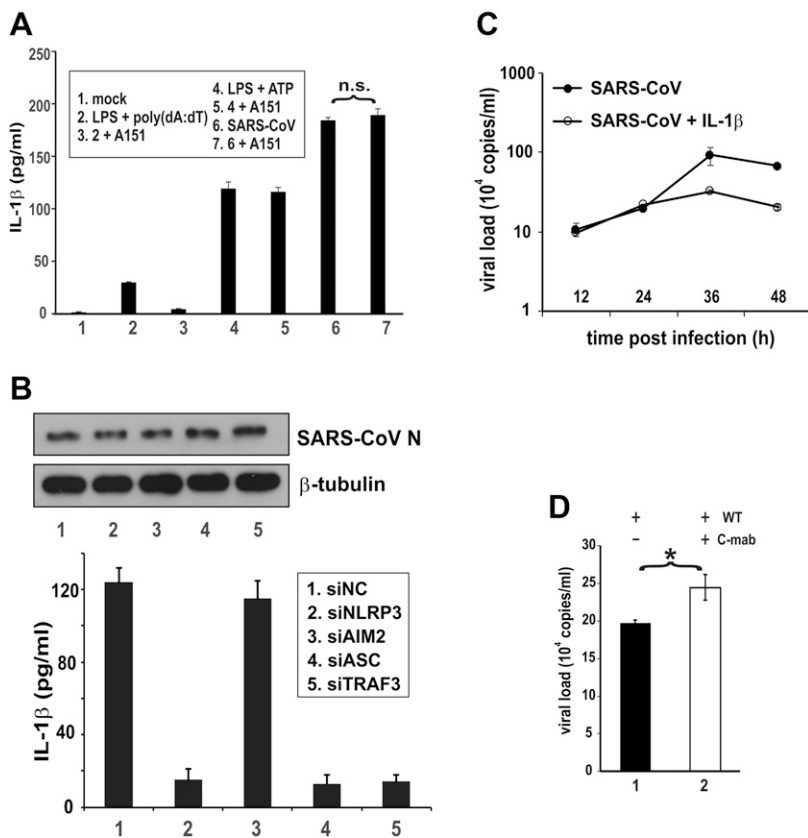 A
250
200
150
100
50
0
IL-1β (pg/ml)
1. mock
2. LPS + poly(dA:dT)
3. 2 + A151
4. LPS + ATP
5. 4 + A151
6. SARS-CoV
7. 6 + A151
n.s.
1 2 3 4 5 6 7
B
SARS-CoV N
β-tubulin
1 2 3 4 5
120
80
40
0
IL-1β (pg/ml)
1. siNC
2. siNLRP3
3. siAIM2
4. siASC
5. siTRAF3
1 2 3 4 5
C
1000
100
10
1
viral load (10⁴ copies/ml)
SARS-CoV
SARS-CoV + IL-1β
12 24 36 48
time post infection (h)
D
+ + WT
− + C-mab
*
30
25
20
15
10
5
0
viral load (10⁴ copies/ml)
1 2